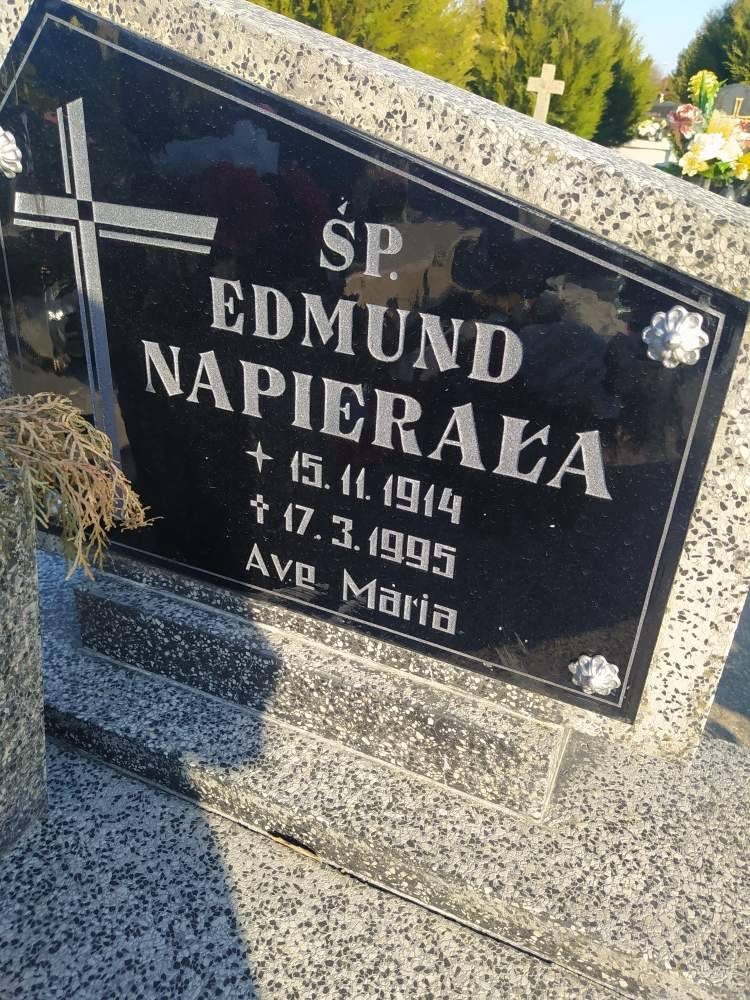 ŚP.
EDMUND
NAPIERAŁA
15.11.1914
✝ 17.3.1995
Ave Maria